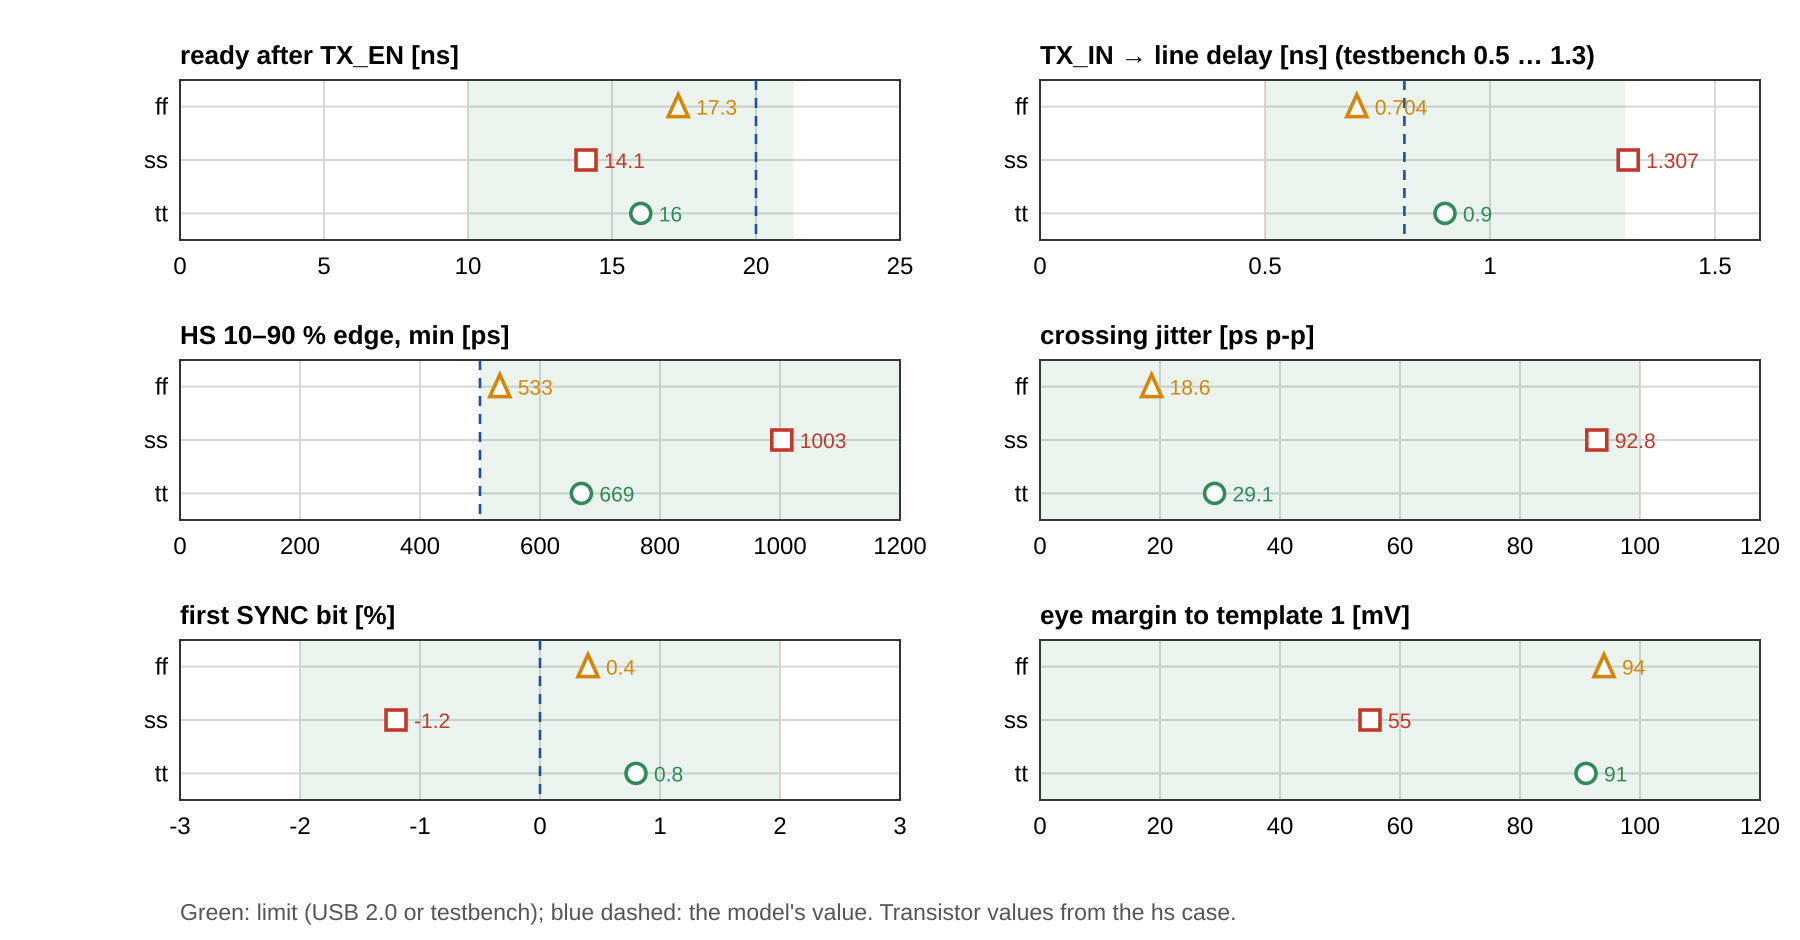 ready after TX_EN [ns]
ff
17.3
ss
14.1
tt
16
0 5 10 15 20 25
TX_IN → line delay [ns] (testbench 0.5 … 1.3)
ff
0.704
ss
1.307
tt
0.9
0 0.5 1 1.5
HS 10–90 % edge, min [ps]
ff
533
ss
1003
tt
669
0 200 400 600 800 1000 1200
crossing jitter [ps p-p]
ff
18.6
ss
92.8
tt
29.1
0 20 40 60 80 100 120
first SYNC bit [%]
ff
0.4
ss
-1.2
tt
0.8
-3 -2 -1 0 1 2 3
eye margin to template 1 [mV]
ff
94
ss
55
tt
91
0 20 40 60 80 100 120
Green: limit (USB 2.0 or testbench); blue dashed: the model's value. Transistor values from the hs case.